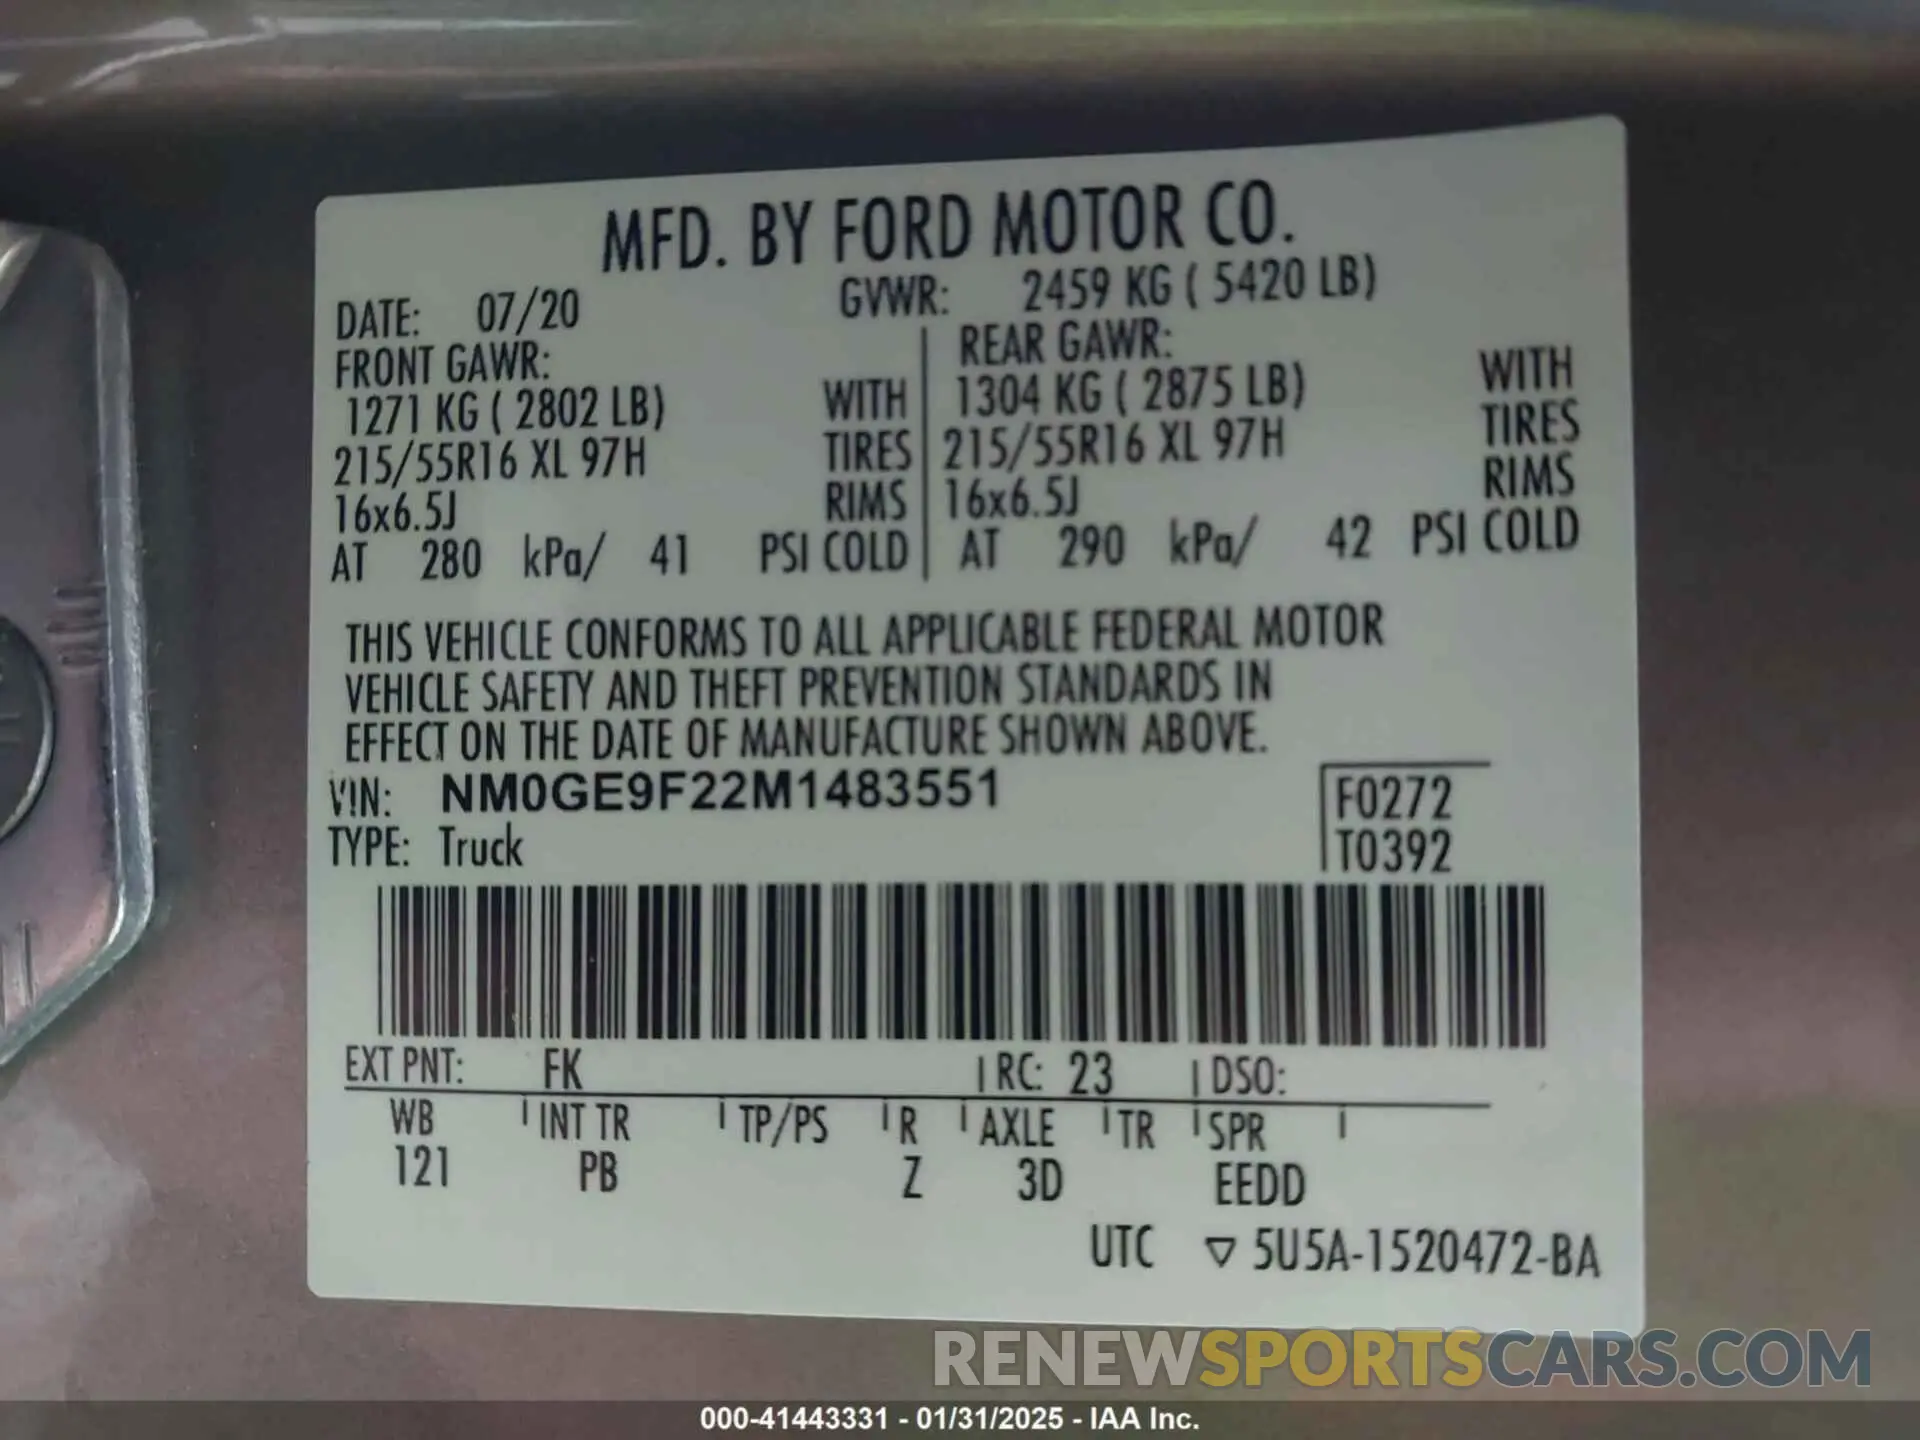 MFD. BY FORD MOTOR CO.
DATE: 07/20 GVWR: 2459 KG ( 5420 LB)
FRONT GAWR: REAR GAWR:
1271 KG ( 2802 LB) WITH 1304 KG ( 2875 LB) WITH
215/55R16 XL 97H TIRES 215/55R16 XL 97H TIRES
16x6.5J RIMS 16x6.5J RIMS
AT 280 kPa/ 41 PSI COLD AT 290 kPa/ 42 PSI COLD
THIS VEHICLE CONFORMS TO ALL APPLICABLE FEDERAL MOTOR
VEHICLE SAFETY AND THEFT PREVENTION STANDARDS IN
EFFECT ON THE DATE OF MANUFACTURE SHOWN ABOVE.
VIN: NM0GE9F22M1483551 F0272
TYPE: Truck T0392
EXT PNT: FK RC: 23 DSO:
WB INT TR TP/PS R AXLE TR SPR
121 PB Z 3D EEDD
UTC ▽ 5U5A-1520472-BA
RENEWSPORTSCARS.COM
000-41443331 - 01/31/2025 - IAA Inc.